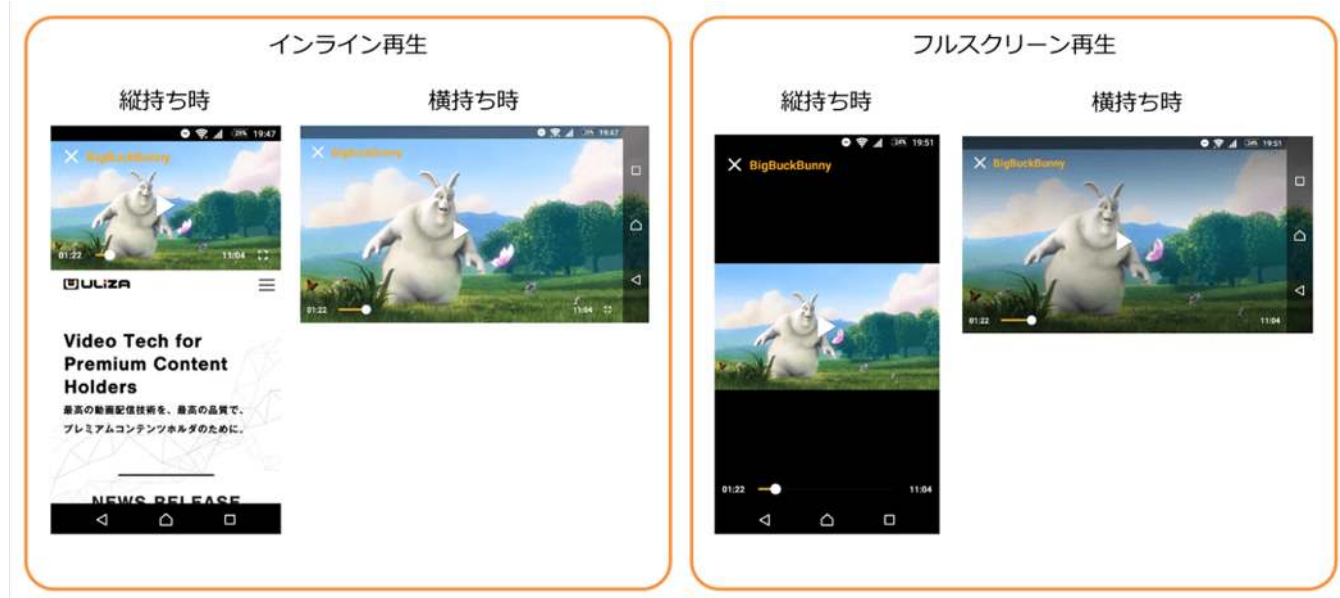 インライン再生
縦持ち時
横持ち時
19:47
BigBuckBunny
01:22
11:04
ULIZA
Video Tech for
Premium Content
Holders
最高の動画配信技術を、最高の品質で、
プレミアムコンテンツホルダのために。
NEWS RELEASE
19:47
BigBuckBunny
01:22
11:04
フルスクリーン再生
縦持ち時
横持ち時
19:51
BigBuckBunny
01:22
11:04
19:51
BigBuckBunny
01:22
11:04